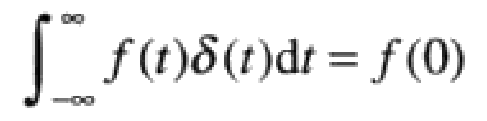 ∫_{-∞}^{∞} f(t)δ(t)dt = f(0)